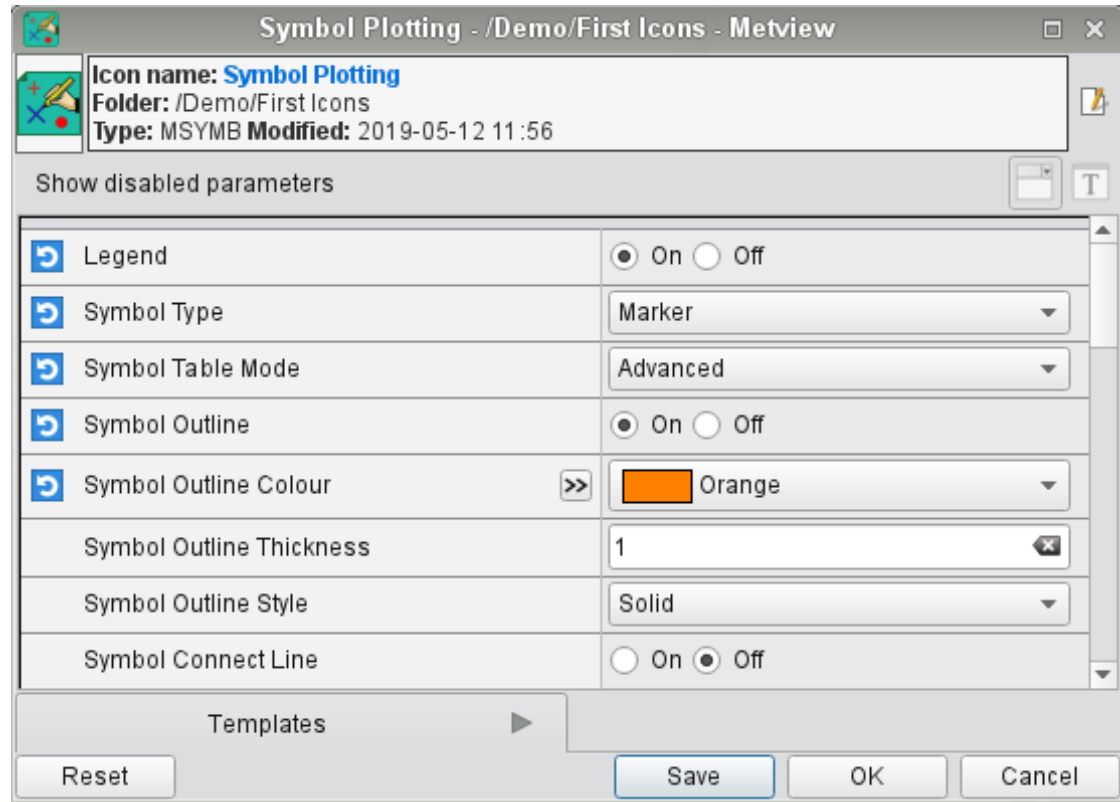 Symbol Plotting - /Demo/First Icons - Metview
Icon name: Symbol Plotting
Folder: /Demo/First Icons
Type: MSYMB Modified: 2019-05-12 11:56
Show disabled parameters
T
Legend On Off
Symbol Type Marker
Symbol Table Mode Advanced
Symbol Outline On Off
Symbol Outline Colour >> Orange
Symbol Outline Thickness 1
Symbol Outline Style Solid
Symbol Connect Line On Off
Templates
Reset Save OK Cancel